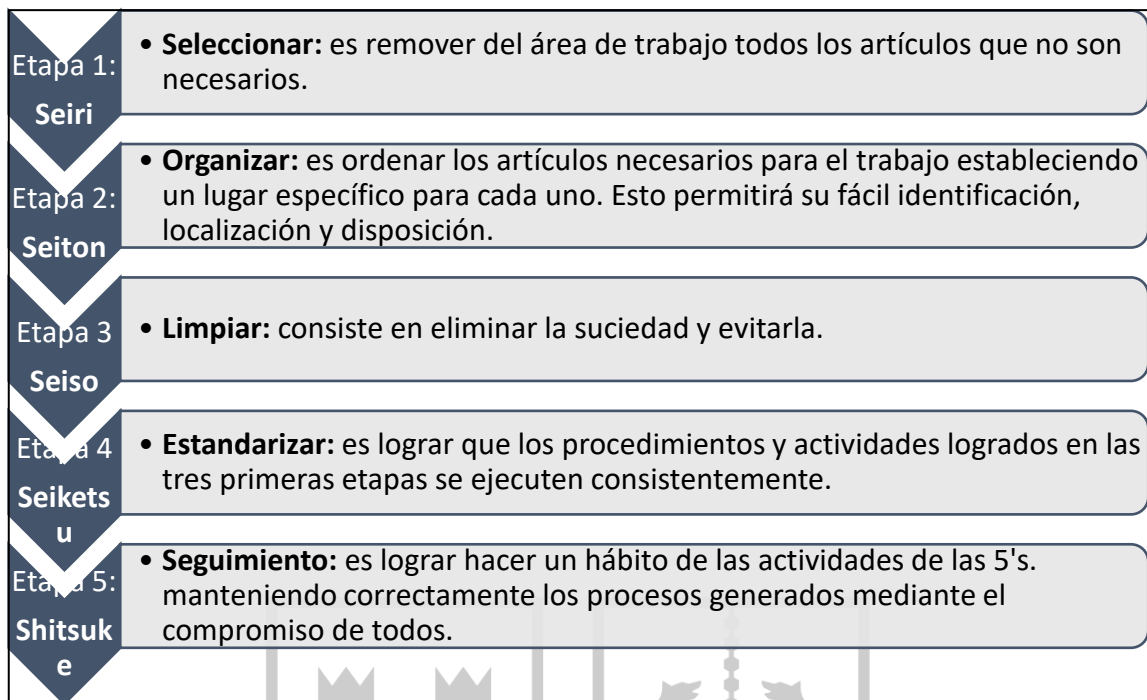 Etapa 1:
Seiri
• Seleccionar: es remover del área de trabajo todos los artículos que no son
necesarios.
Etapa 2:
Seiton
• Organizar: es ordenar los artículos necesarios para el trabajo estableciendo
un lugar específico para cada uno. Esto permitirá su fácil identificación,
localización y disposición.
Etapa 3
Seiso
• Limpiar: consiste en eliminar la suciedad y evitarla.
Etapa 4
Seikets
u
• Estandarizar: es lograr que los procedimientos y actividades logrados en las
tres primeras etapas se ejecuten consistentemente.
Etapa 5:
Shitsuk
e
• Seguimiento: es lograr hacer un hábito de las actividades de las 5's.
manteniendo correctamente los procesos generados mediante el
compromiso de todos.